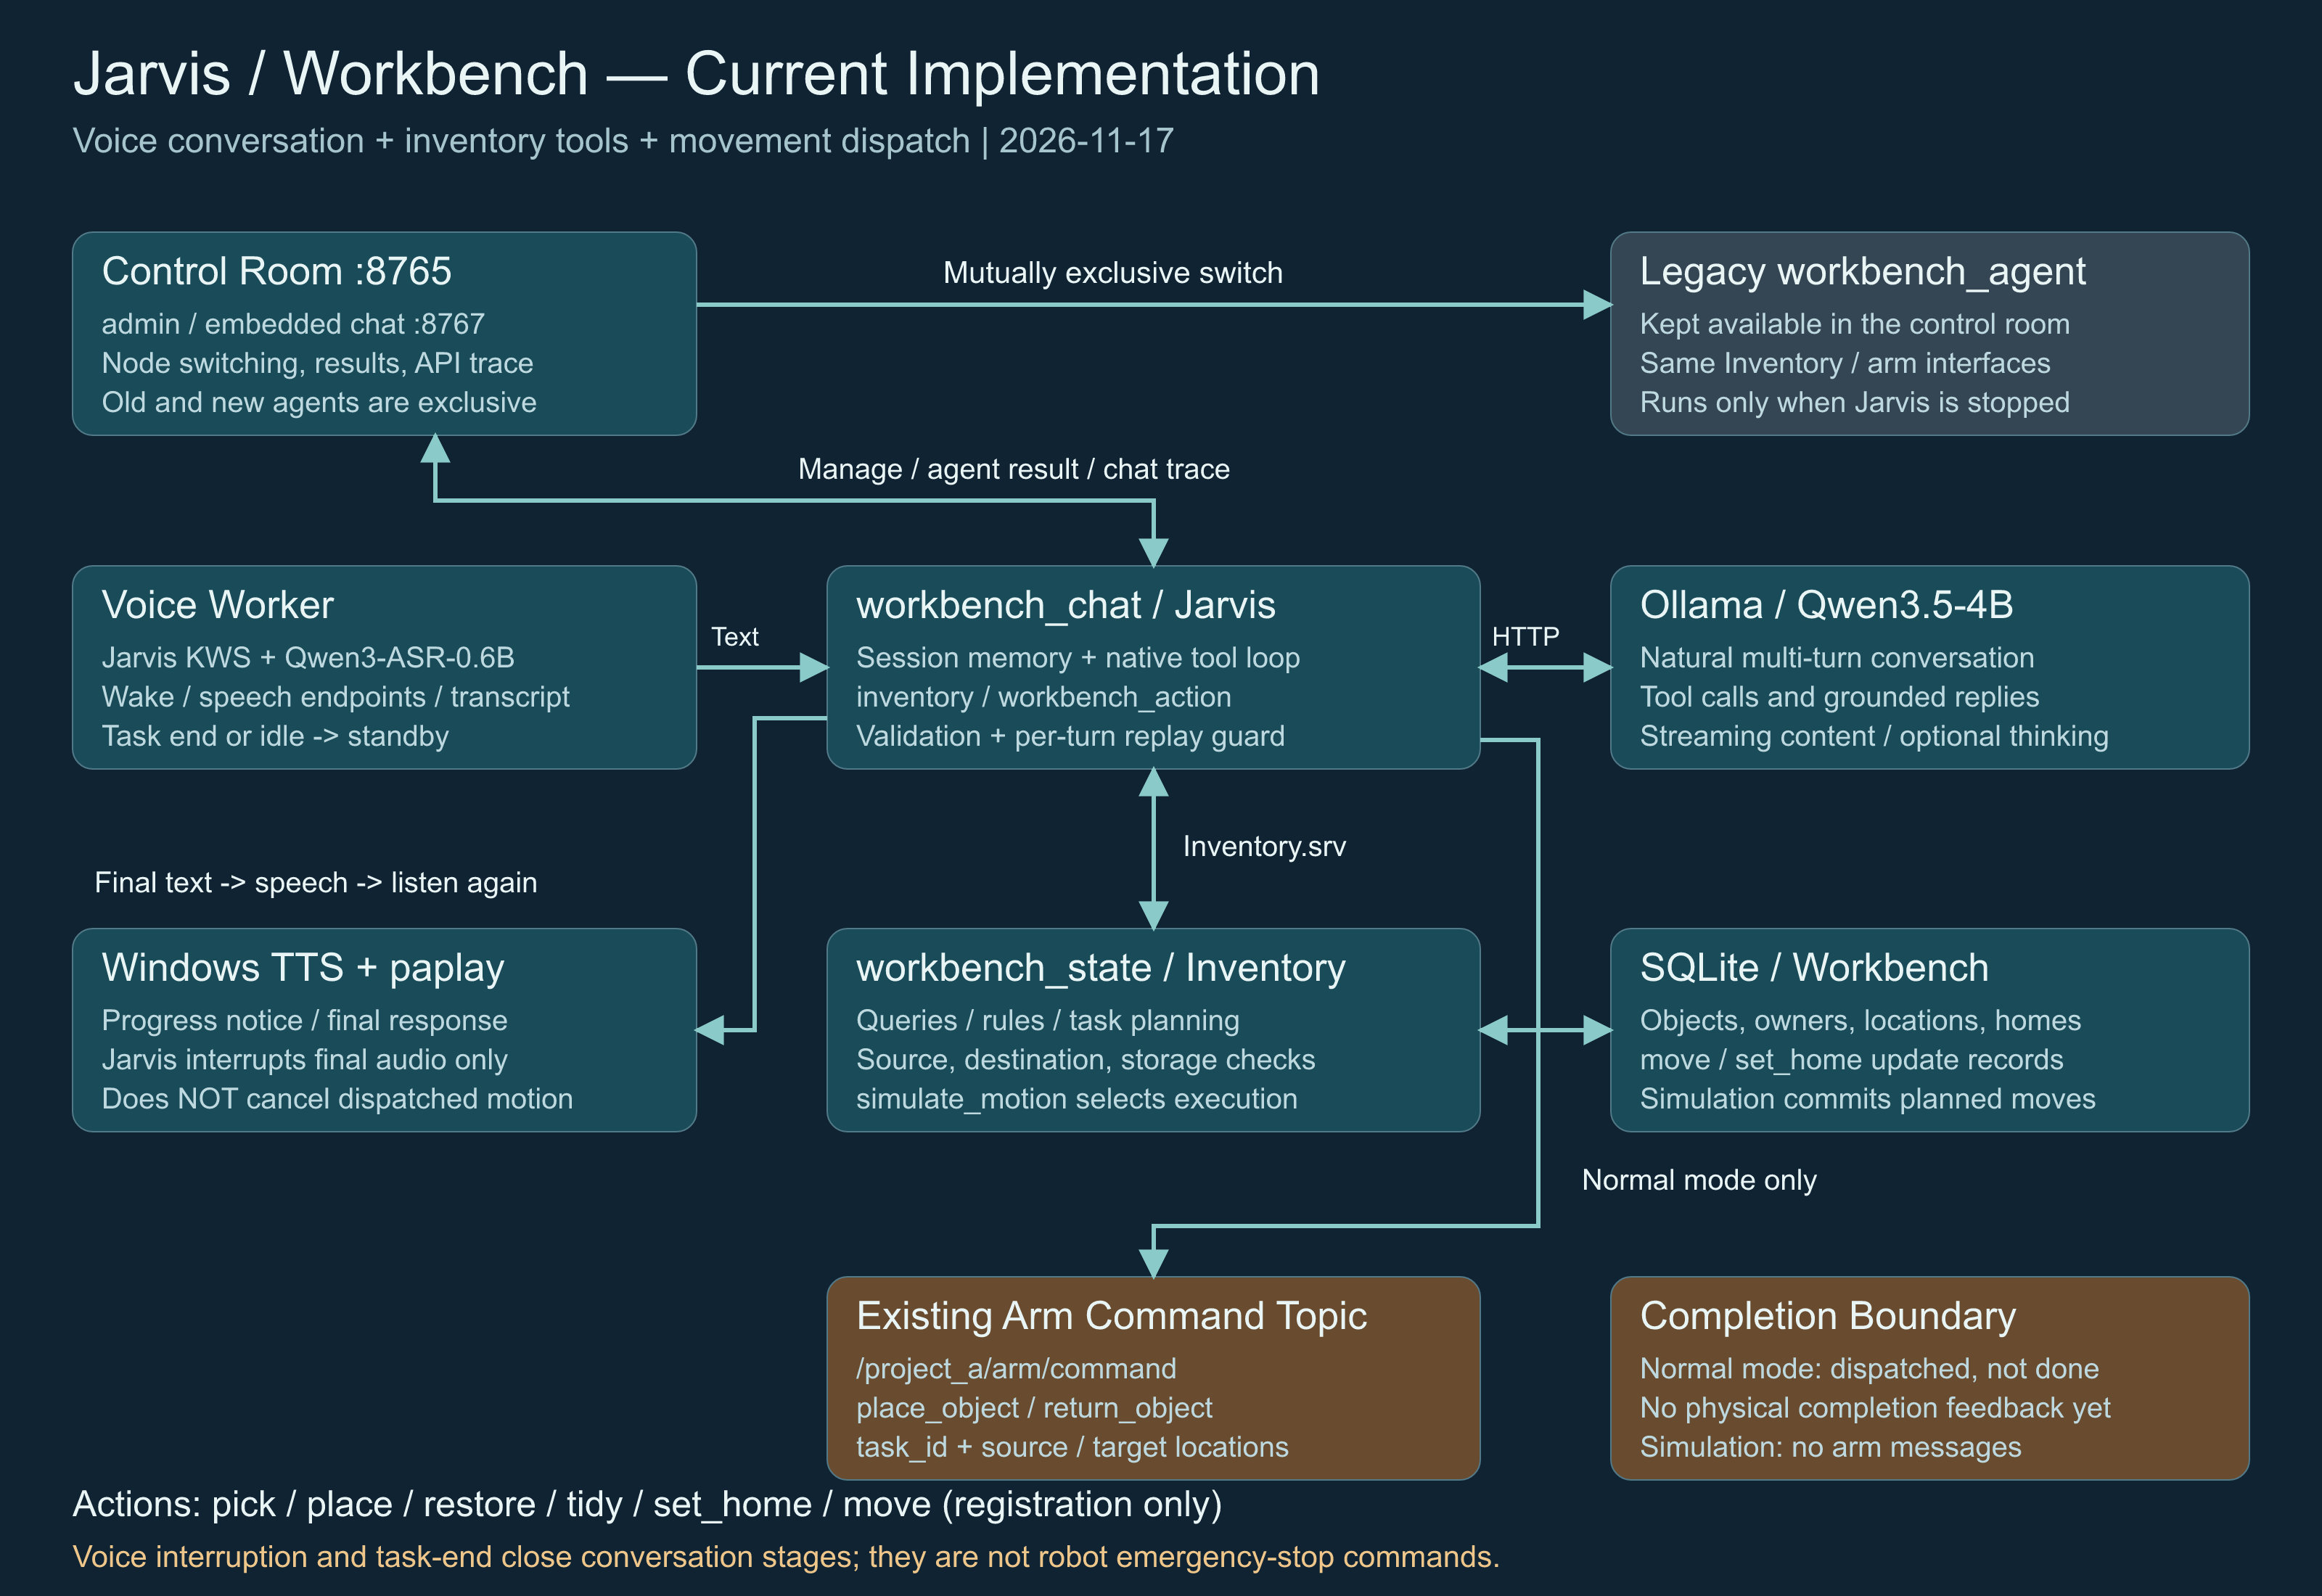 Jarvis / Workbench — Current Implementation
Voice conversation + inventory tools + movement dispatch | 2026-11-17
Control Room :8765
admin / embedded chat :8767
Node switching, results, API trace
Old and new agents are exclusive
Mutually exclusive switch
Legacy workbench_agent
Kept available in the control room
Same Inventory / arm interfaces
Runs only when Jarvis is stopped
Manage / agent result / chat trace
Voice Worker
Jarvis KWS + Qwen3-ASR-0.6B
Wake / speech endpoints / transcript
Task end or idle -> standby
Text
workbench_chat / Jarvis
Session memory + native tool loop
inventory / workbench_action
Validation + per-turn replay guard
HTTP
Ollama / Qwen3.5-4B
Natural multi-turn conversation
Tool calls and grounded replies
Streaming content / optional thinking
Inventory.srv
Final text -> speech -> listen again
Windows TTS + paplay
Progress notice / final response
Jarvis interrupts final audio only
Does NOT cancel dispatched motion
workbench_state / Inventory
Queries / rules / task planning
Source, destination, storage checks
simulate_motion selects execution
SQLite / Workbench
Objects, owners, locations, homes
move / set_home update records
Simulation commits planned moves
Normal mode only
Existing Arm Command Topic
/project_a/arm/command
place_object / return_object
task_id + source / target locations
Completion Boundary
Normal mode: dispatched, not done
No physical completion feedback yet
Simulation: no arm messages
Actions: pick / place / restore / tidy / set_home / move (registration only)
Voice interruption and task-end close conversation stages; they are not robot emergency-stop commands.